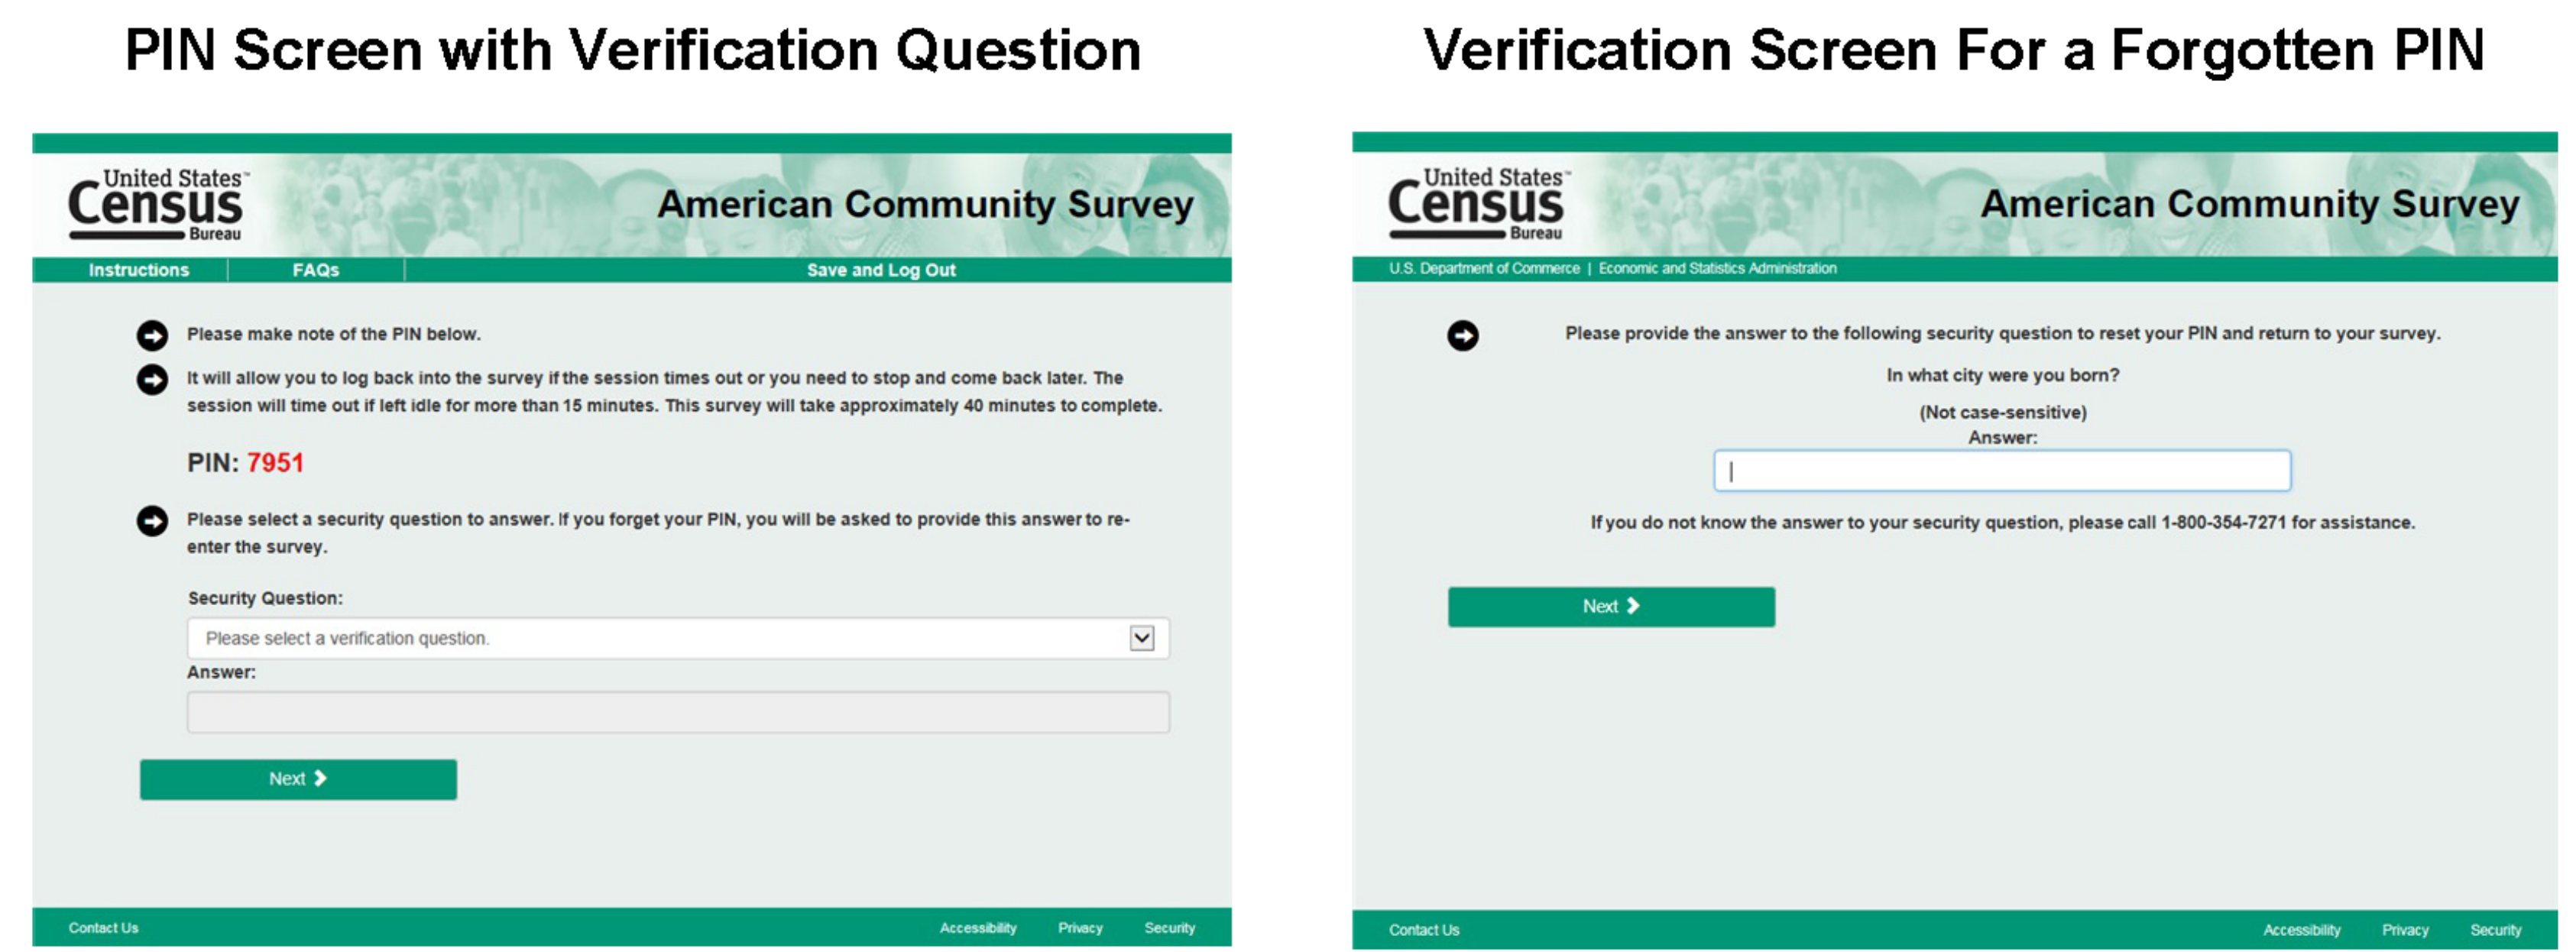 PIN Screen with Verification Question
United States™
Census
Bureau
American Community Survey
Instructions
FAQs
Save and Log Out
Please make note of the PIN below.
It will allow you to log back into the survey if the session times out or you need to stop and come back later. The
session will time out if left idle for more than 15 minutes. This survey will take approximately 40 minutes to complete.
PIN: 7951
Please select a security question to answer. If you forget your PIN, you will be asked to provide this answer to re-
enter the survey.
Security Question:
Please select a verification question.
Answer:
Next
Contact Us
Accessibility
Privacy
Security
Verification Screen For a Forgotten PIN
United States™
Census
Bureau
American Community Survey
U.S. Department of Commerce | Economic and Statistics Administration
Please provide the answer to the following security question to reset your PIN and return to your survey.
In what city were you born?
(Not case-sensitive)
Answer:
If you do not know the answer to your security question, please call 1-800-354-7271 for assistance.
Next
Contact Us
Accessibility
Privacy
Security